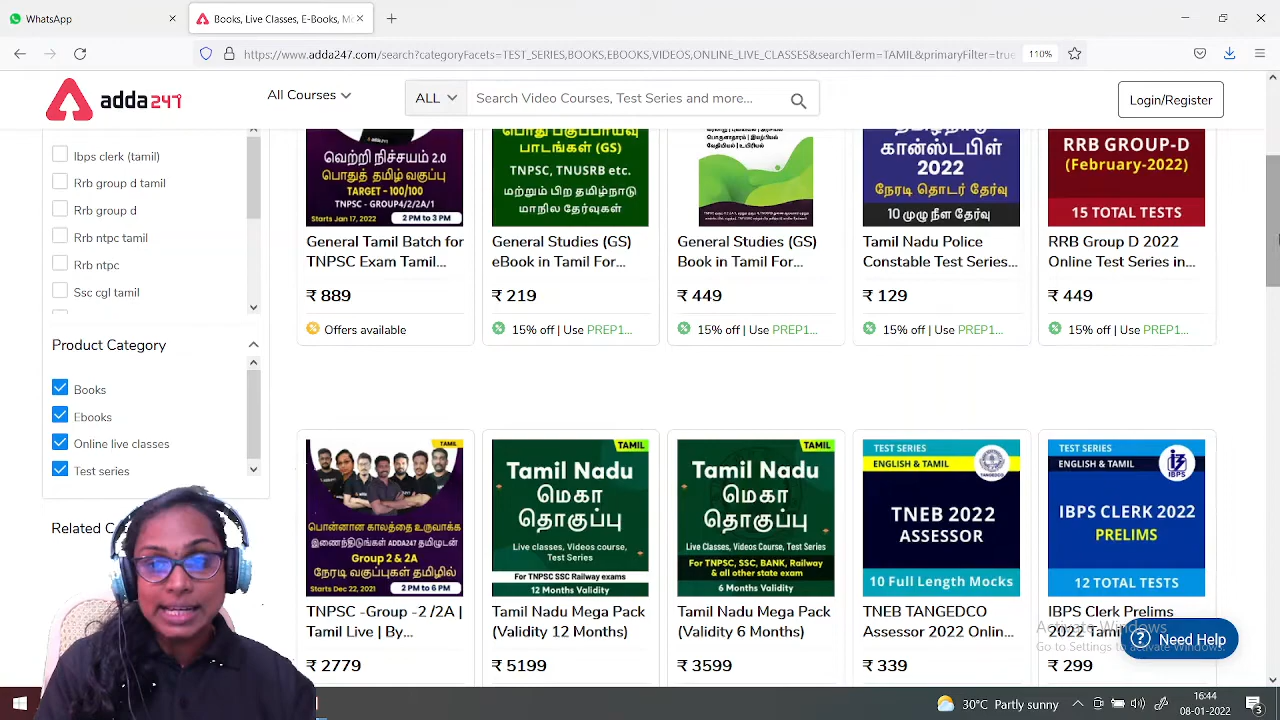 WhatsApp
Books, Live Classes, E-Books, Mo
https://www.adda247.com/search?categoryFacets=TEST_SERIES,BOOKS,EBOOKS,VIDEOS,ONLINE_LIVE_CLASSES&searchTerm=TAMIL&primaryFilter=true
110%
adda247
All Courses
ALL
Search Video Courses, Test Series and more...
Login/Register
Ibps clerk (tamil)
Rrb group d tamil
Rrb group d
Rrb ntpc tamil
Rrb ntpc
Ssc cgl tamil
Product Category
Books
Ebooks
Online live classes
Test series
வெற்றி நிச்சயம் 2.0
பொதுத் தமிழ் வகுப்பு
TARGET - 100/100
TNPSC - GROUP4/2/2A/1
Starts Jan 17, 2022
2 PM to 3 PM
General Tamil Batch for
TNPSC Exam Tamil...
₹ 889
Offers available
பாடங்கள் (GS)
TNPSC, TNUSRB etc.
மற்றும் பிற தமிழ்நாடு
மாநில தேர்வுகள்
General Studies (GS)
eBook in Tamil For...
₹ 219
15% off | Use PREP1...
General Studies (GS)
Book in Tamil For...
₹ 449
15% off | Use PREP1...
கான்ஸ்டபிள்
2022
நேரடி தொடர் தேர்வு
10 முழு நீள தேர்வு
Tamil Nadu Police
Constable Test Series...
₹ 129
15% off | Use PREP1...
RRB GROUP-D
(February-2022)
15 TOTAL TESTS
RRB Group D 2022
Online Test Series in...
₹ 449
15% off | Use PREP1...
TAMIL
பொன்னான காலத்தை உருவாக்க
இணைந்திடுங்கள் ADDA247 தமிழுடன்
Group 2 & 2A
நேரடி வகுப்புகள் தமிழில்
Starts Dec 22, 2021
2 PM to 6 PM
TNPSC -Group -2 /2A |
Tamil Live | By...
₹ 2779
TAMIL
Tamil Nadu
மெகா
தொகுப்பு
Live classes, Videos course,
Test Series
For TNPSC SSC Railway exams
12 Months Validity
Tamil Nadu Mega Pack
(Validity 12 Months)
₹ 5199
TAMIL
Tamil Nadu
மெகா
தொகுப்பு
Live Classes, Videos Course, Test Series
For TNPSC, SSC, BANK, Railway
& all other state exam
6 Months Validity
Tamil Nadu Mega Pack
(Validity 6 Months)
₹ 3599
TEST SERIES
ENGLISH & TAMIL
TANGEDCO
TNEB 2022
ASSESSOR
10 Full Length Mocks
TNEB TANGEDCO
Assessor 2022 Onlin...
₹ 339
TEST SERIES
ENGLISH & TAMIL
IBPS
IBPS CLERK 2022
PRELIMS
12 TOTAL TESTS
IBPS Clerk Prelims
2022 Tami
₹ 299
Related C
Activate Windows
Go to Settings to activate Windows.
Need Help
30°C Partly sunny
16:44
08-01-2022
3